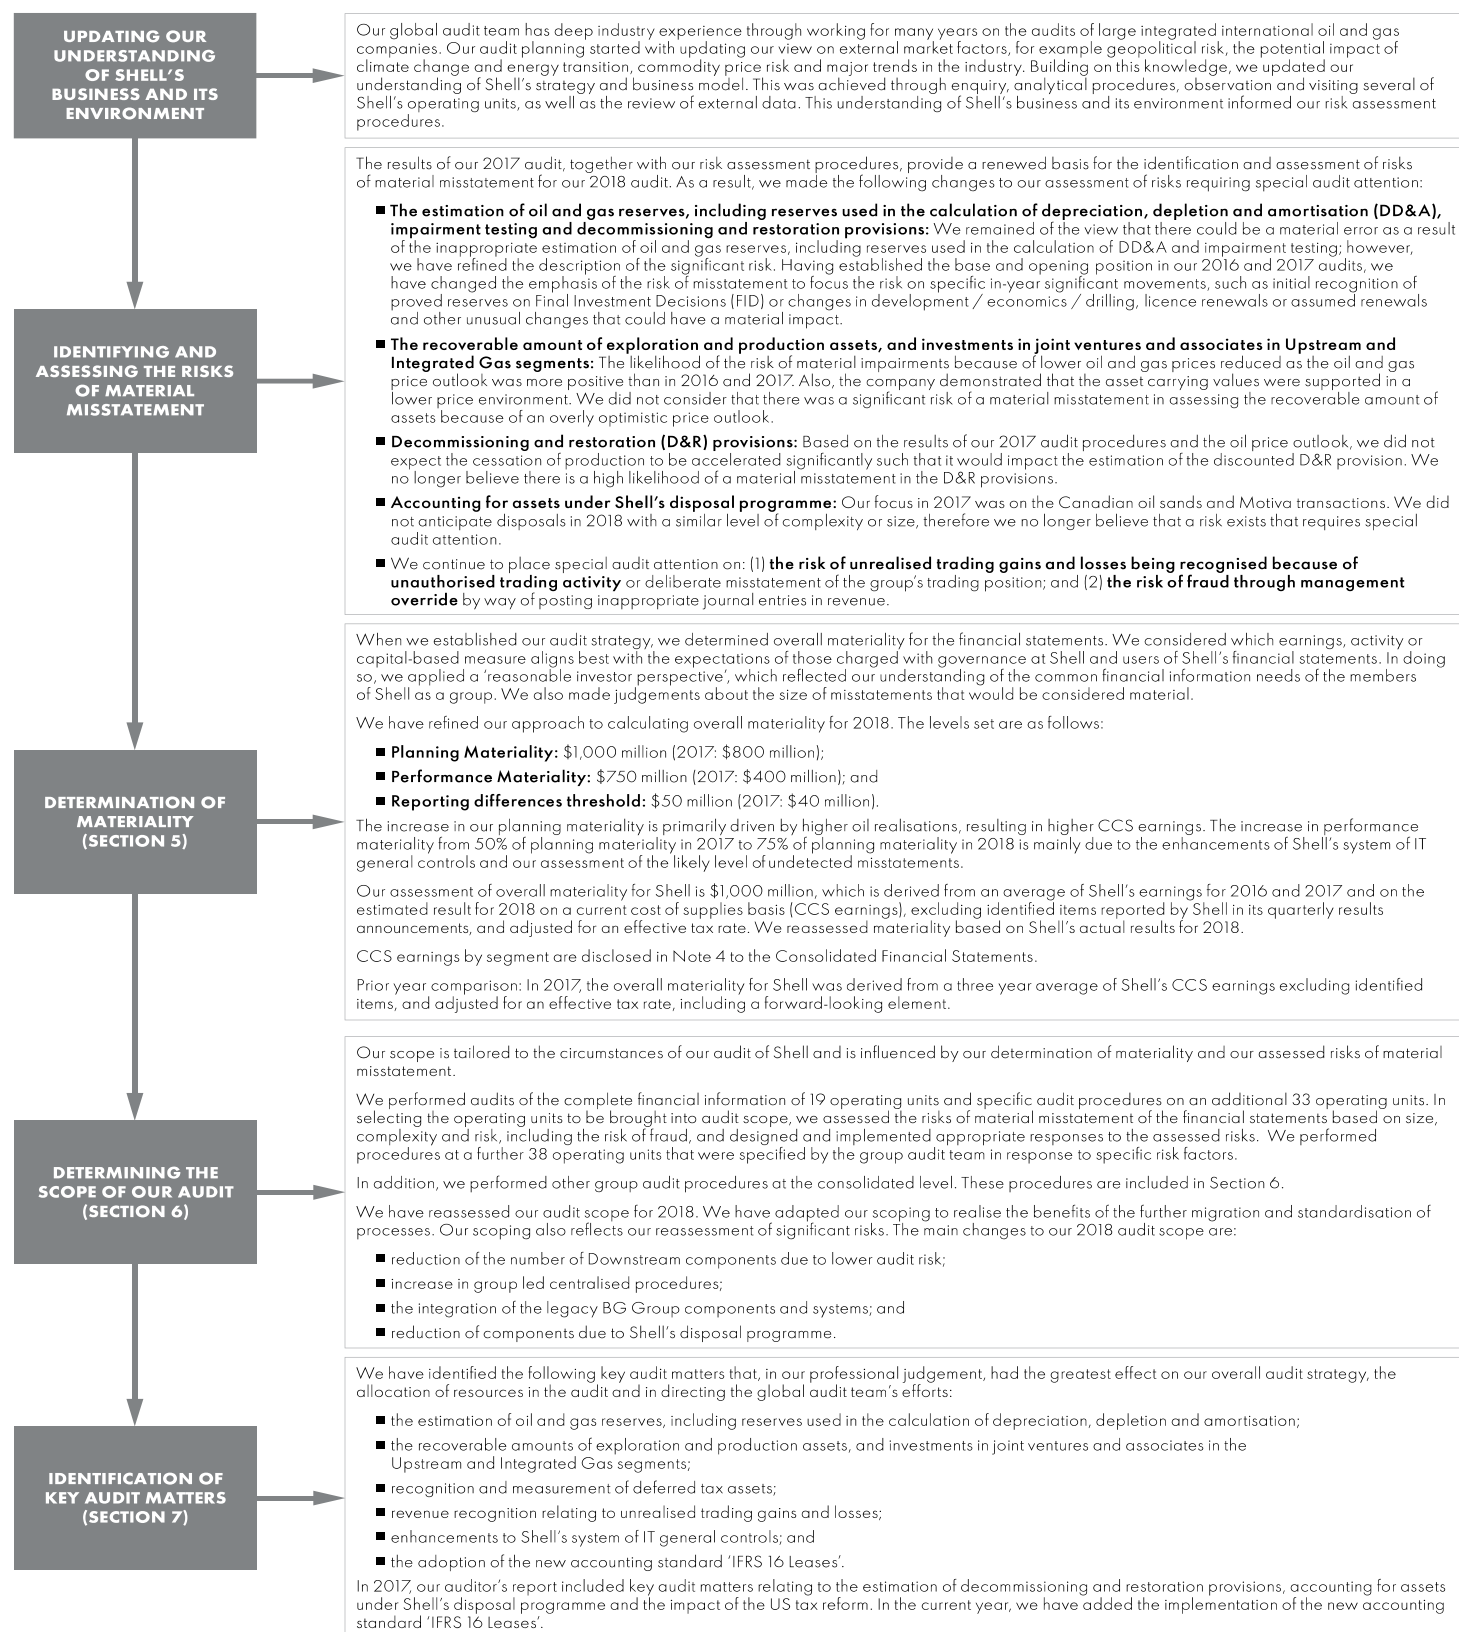 UPDATING OUR
UNDERSTANDING
OF SHELL'S
BUSINESS AND ITS
ENVIRONMENT
Our global audit team has deep industry experience through working for many years on the audits of large integrated international oil and gas
companies. Our audit planning started with updating our view on external market factors, for example geopolitical risk, the potential impact of
climate change and energy transition, commodity price risk and major trends in the industry. Building on this knowledge, we updated our
understanding of Shell's strategy and business model. This was achieved through enquiry, analytical procedures, observation and visiting several of
Shell's operating units, as well as the review of external data. This understanding of Shell's business and its environment informed our risk assessment
procedures.
IDENTIFYING AND
ASSESSING THE RISKS
OF MATERIAL
MISSTATEMENT
The results of our 2017 audit, together with our risk assessment procedures, provide a renewed basis for the identification and assessment of risks
of material misstatement for our 2018 audit. As a result, we made the following changes to our assessment of risks requiring special audit attention:
■ The estimation of oil and gas reserves, including reserves used in the calculation of depreciation, depletion and amortisation (DD&A),
impairment testing and decommissioning and restoration provisions: We remained of the view that there could be a material error as a result
of the inappropriate estimation of oil and gas reserves, including reserves used in the calculation of DD&A and impairment testing; however,
we have refined the description of the significant risk. Having established the base and opening position in our 2016 and 2017 audits, we
have changed the emphasis of the risk of misstatement to focus the risk on specific in-year significant movements, such as initial recognition of
proved reserves on Final Investment Decisions (FID) or changes in development / economics / drilling, licence renewals or assumed renewals
and other unusual changes that could have a material impact.
■ The recoverable amount of exploration and production assets, and investments in joint ventures and associates in Upstream and
Integrated Gas segments: The likelihood of the risk of material impairments because of lower oil and gas prices reduced as the oil and gas
price outlook was more positive than in 2016 and 2017. Also, the company demonstrated that the asset carrying values were supported in a
lower price environment. We did not consider that there was a significant risk of a material misstatement in assessing the recoverable amount of
assets because of an overly optimistic price outlook.
■ Decommissioning and restoration (D&R) provisions: Based on the results of our 2017 audit procedures and the oil price outlook, we did not
expect the cessation of production to be accelerated significantly such that it would impact the estimation of the discounted D&R provision. We
no longer believe there is a high likelihood of a material misstatement in the D&R provisions.
■ Accounting for assets under Shell's disposal programme: Our focus in 2017 was on the Canadian oil sands and Motiva transactions. We did
not anticipate disposals in 2018 with a similar level of complexity or size, therefore we no longer believe that a risk exists that requires special
audit attention.
■ We continue to place special audit attention on: (1) the risk of unrealised trading gains and losses being recognised because of
unauthorised trading activity or deliberate misstatement of the group's trading position; and (2) the risk of fraud through management
override by way of posting inappropriate journal entries in revenue.
DETERMINATION OF
MATERIALITY
(SECTION 5)
When we established our audit strategy, we determined overall materiality for the financial statements. We considered which earnings, activity or
capital-based measure aligns best with the expectations of those charged with governance at Shell and users of Shell's financial statements. In doing
so, we applied a 'reasonable investor perspective', which reflected our understanding of the common financial information needs of the members
of Shell as a group. We also made judgements about the size of misstatements that would be considered material.
We have refined our approach to calculating overall materiality for 2018. The levels set are as follows:
■ Planning Materiality: $1,000 million (2017: $800 million);
■ Performance Materiality: $750 million (2017: $400 million); and
■ Reporting differences threshold: $50 million (2017: $40 million).
The increase in our planning materiality is primarily driven by higher oil realisations, resulting in higher CCS earnings. The increase in performance
materiality from 50% of planning materiality in 2017 to 75% of planning materiality in 2018 is mainly due to the enhancements of Shell's system of IT
general controls and our assessment of the likely level of undetected misstatements.
Our assessment of overall materiality for Shell is $1,000 million, which is derived from an average of Shell's earnings for 2016 and 2017 and on the
estimated result for 2018 on a current cost of supplies basis (CCS earnings), excluding identified items reported by Shell in its quarterly results
announcements, and adjusted for an effective tax rate. We reassessed materiality based on Shell's actual results for 2018.
CCS earnings by segment are disclosed in Note 4 to the Consolidated Financial Statements.
Prior year comparison: In 2017, the overall materiality for Shell was derived from a three year average of Shell's CCS earnings excluding identified
items, and adjusted for an effective tax rate, including a forward-looking element.
DETERMINING THE
SCOPE OF OUR AUDIT
(SECTION 6)
Our scope is tailored to the circumstances of our audit of Shell and is influenced by our determination of materiality and our assessed risks of material
misstatement.
We performed audits of the complete financial information of 19 operating units and specific audit procedures on an additional 33 operating units. In
selecting the operating units to be brought into audit scope, we assessed the risks of material misstatement of the financial statements based on size,
complexity and risk, including the risk of fraud, and designed and implemented appropriate responses to the assessed risks. We performed
procedures at a further 38 operating units that were specified by the group audit team in response to specific risk factors.
In addition, we performed other group audit procedures at the consolidated level. These procedures are included in Section 6.
We have reassessed our audit scope for 2018. We have adapted our scoping to realise the benefits of the further migration and standardisation of
processes. Our scoping also reflects our reassessment of significant risks. The main changes to our 2018 audit scope are:
■ reduction of the number of Downstream components due to lower audit risk;
■ increase in group led centralised procedures;
■ the integration of the legacy BG Group components and systems; and
■ reduction of components due to Shell's disposal programme.
IDENTIFICATION OF
KEY AUDIT MATTERS
(SECTION 7)
We have identified the following key audit matters that, in our professional judgement, had the greatest effect on our overall audit strategy, the
allocation of resources in the audit and in directing the global audit team's efforts:
■ the estimation of oil and gas reserves, including reserves used in the calculation of depreciation, depletion and amortisation;
■ the recoverable amounts of exploration and production assets, and investments in joint ventures and associates in the
Upstream and Integrated Gas segments;
■ recognition and measurement of deferred tax assets;
■ revenue recognition relating to unrealised trading gains and losses;
■ enhancements to Shell's system of IT general controls; and
■ the adoption of the new accounting standard 'IFRS 16 Leases'.
In 2017, our auditor's report included key audit matters relating to the estimation of decommissioning and restoration provisions, accounting for assets
under Shell's disposal programme and the impact of the US tax reform. In the current year, we have added the implementation of the new accounting
standard 'IFRS 16 Leases'.